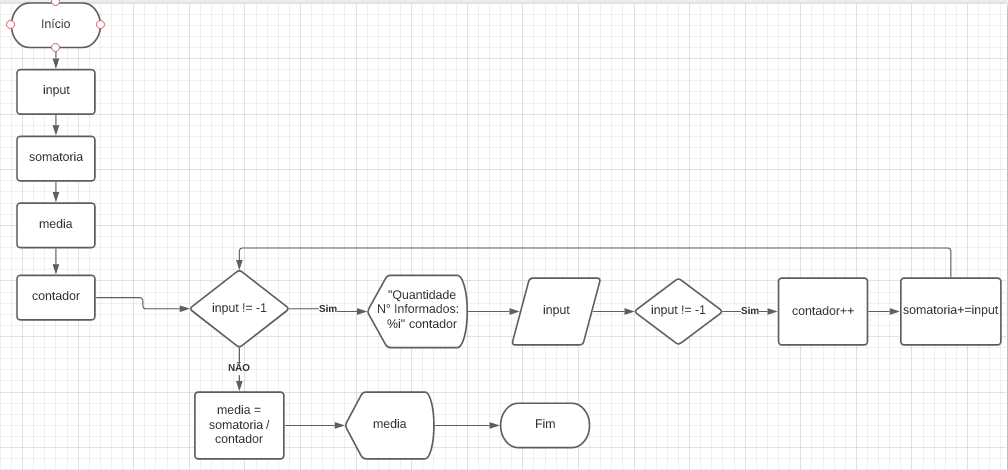 Início
input
somatoria
media
contador
input != -1
Sim
"Quantidade
N° Informados:
%i" contador
input
input != -1
Sim
contador++
somatoria+=input
NÃO
media =
somatoria /
contador
media
Fim